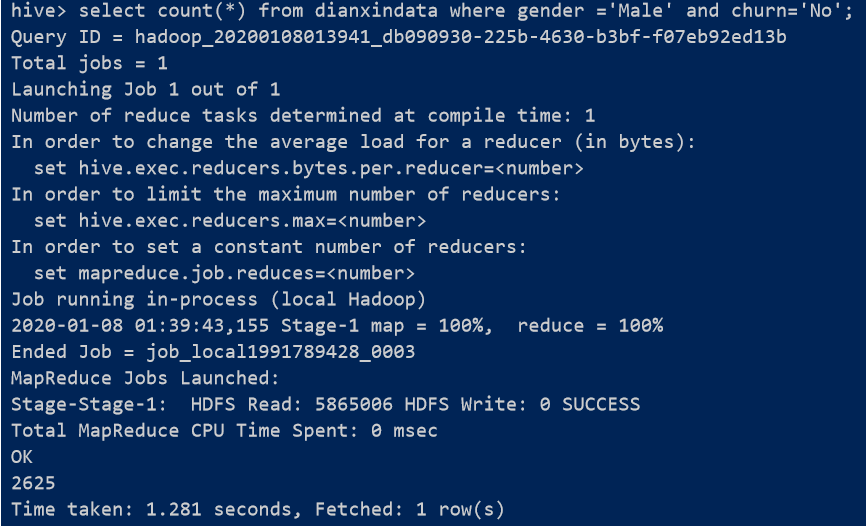 hive> select count(*) from dianxindata where gender ='Male' and churn='No';
Query ID = hadoop_20200108013941_db090930-225b-4630-b3bf-f07eb92ed13b
Total jobs = 1
Launching Job 1 out of 1
Number of reduce tasks determined at compile time: 1
In order to change the average load for a reducer (in bytes):
  set hive.exec.reducers.bytes.per.reducer=<number>
In order to limit the maximum number of reducers:
  set hive.exec.reducers.max=<number>
In order to set a constant number of reducers:
  set mapreduce.job.reduces=<number>
Job running in-process (local Hadoop)
2020-01-08 01:39:43,155 Stage-1 map = 100%,  reduce = 100%
Ended Job = job_local1991789428_0003
MapReduce Jobs Launched:
Stage-Stage-1:  HDFS Read: 5865006 HDFS Write: 0 SUCCESS
Total MapReduce CPU Time Spent: 0 msec
OK
2625
Time taken: 1.281 seconds, Fetched: 1 row(s)